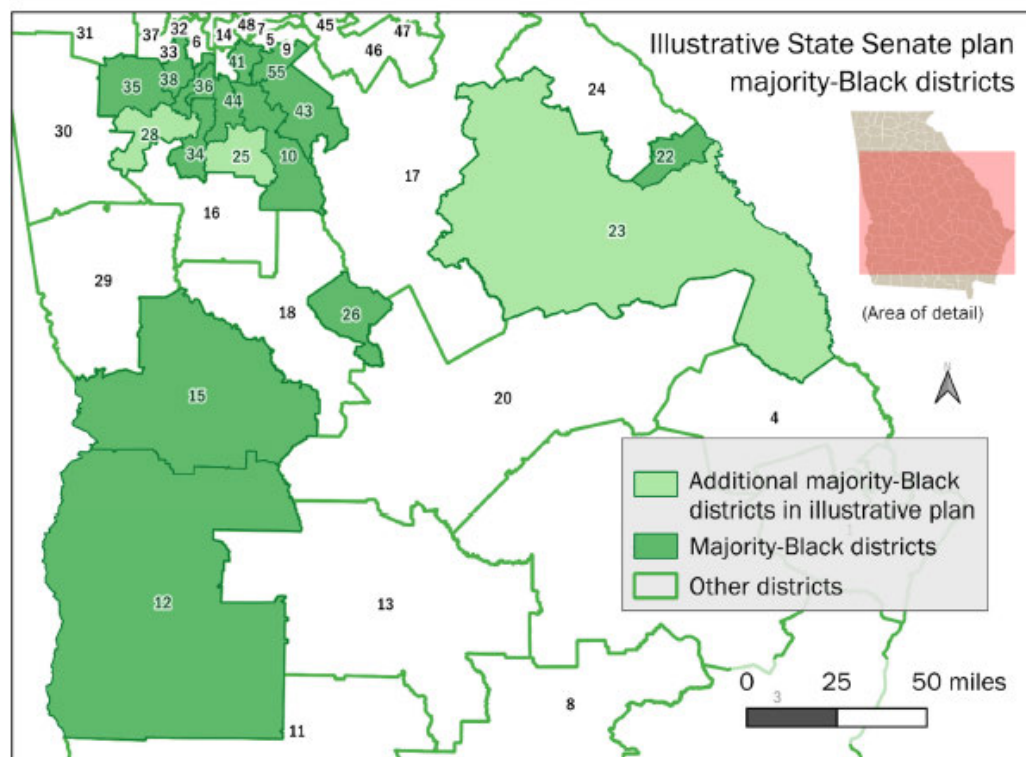 Illustrative State Senate plan
majority-Black districts
31 37 32 14 48 7 45 47
33 6 5 9 46
41
35 38 36 55
24
44 43
28
30
34 25 10 22
17
16
23
29
18 26
(Area of detail)
N
15
20
4
Additional majority-Black
districts in illustrative plan
1
Majority-Black districts
Other districts
12
13
0 25 50 miles
3
8
11